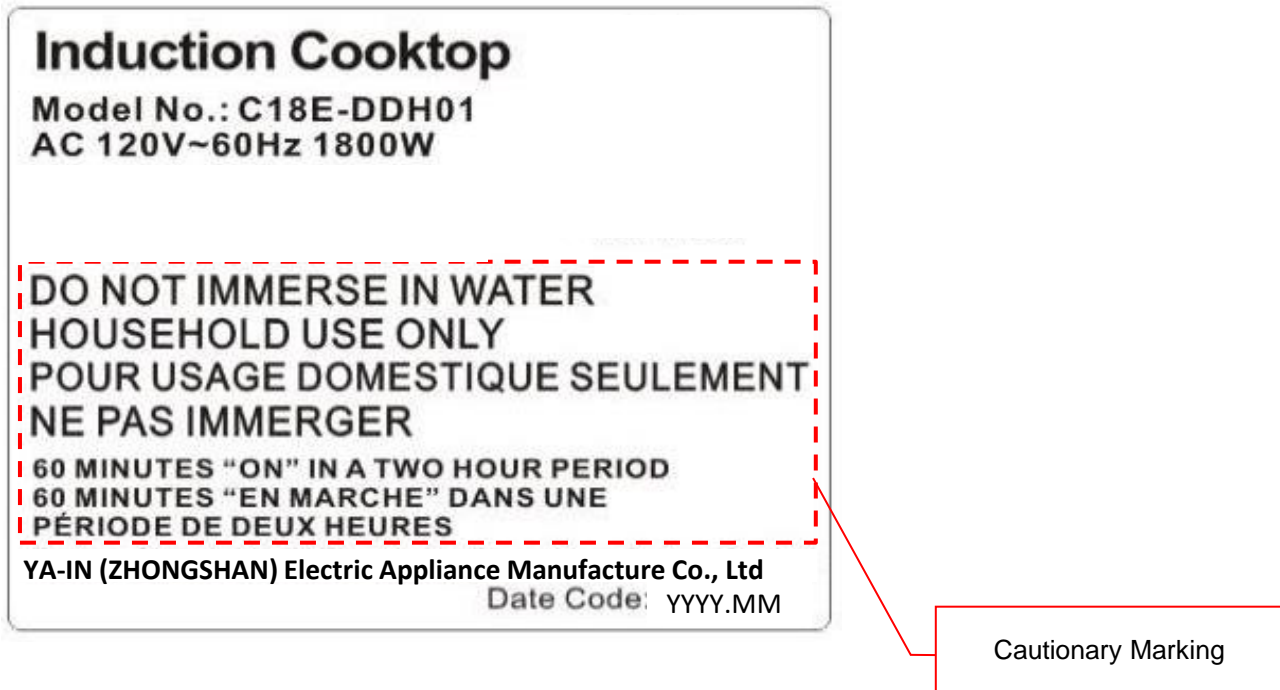 Induction Cooktop
Model No.: C18E-DDH01
AC 120V~60Hz 1800W
DO NOT IMMERSE IN WATER
HOUSEHOLD USE ONLY
POUR USAGE DOMESTIQUE SEULEMENT
NE PAS IMMERGER
60 MINUTES “ON” IN A TWO HOUR PERIOD
60 MINUTES “EN MARCHE” DANS UNE
PÉRIODE DE DEUX HEURES
YA-IN (ZHONGSHAN) Electric Appliance Manufacture Co., Ltd
Date Code: YYYY.MM
Cautionary Marking